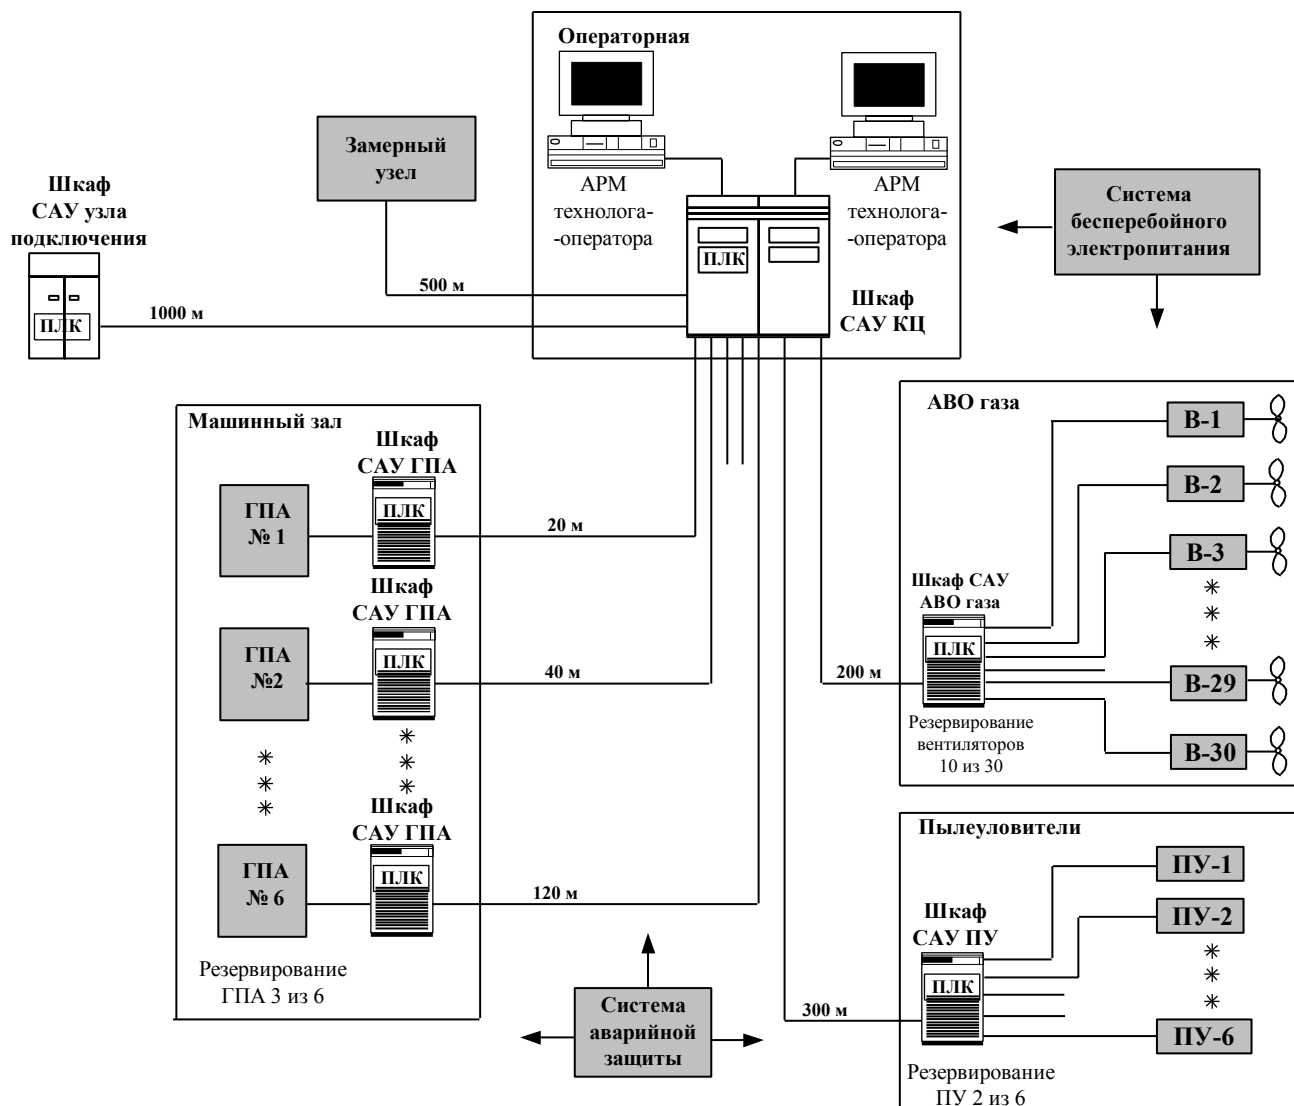 Операторная
АРМ
технолога-
-оператора
АРМ
технолога-
-оператора
ПЛК
Шкаф
САУ КЦ
Замерный
узел
500 м
Шкаф
САУ узла
подключения
ПЛК
1000 м
Система
бесперебойного
электропитания
Машинный зал
Шкаф
САУ ГПА
ГПА
№ 1
ПЛК
20 м
Шкаф
САУ ГПА
ГПА
№2
ПЛК
40 м
Шкаф
САУ ГПА
ГПА
№ 6
ПЛК
120 м
Резервирование
ГПА 3 из 6
Система
аварийной
защиты
АВО газа
В-1
В-2
В-3
Шкаф САУ
АВО газа
ПЛК
200 м
В-29
В-30
Резервирование
вентиляторов
10 из 30
Пылеуловители
ПУ-1
ПУ-2
Шкаф
САУ ПУ
ПЛК
300 м
ПУ-6
Резервирование
ПУ 2 из 6